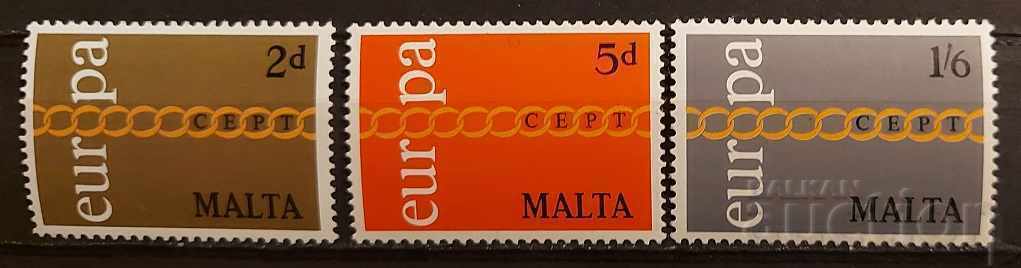 europa
2d
CEPT
MALTA
europa
5d
CEPT
MALTA
europa
1/6
CEPT
MALTA
BALKAN
auction